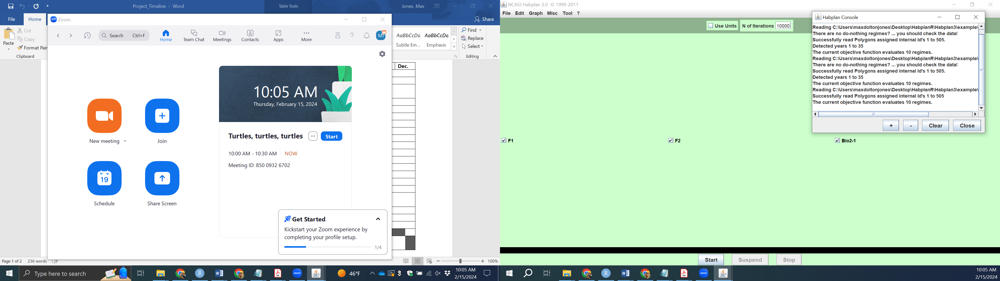 Project_Timeline - Word
Table Tools
Jones, Max
File
Home
Share
Paste
Cut
Copy
Format Pair
Clipboard
AaBbCcDc
AaBbCcDc
Subtle Em...
Emphasis
Find
Replace
Select
Editing
Dec.
zm Zoom
Search Ctrl+F
Home
Team Chat
Meetings
Contacts
Apps
More
MJ
10:05 AM
Thursday, February 15, 2024
New meeting
Join
19
Schedule
Share Screen
Turtles, turtles, turtles
Start
10:00 AM - 10:30 AM
NOW
Meeting ID: 850 0932 6702
Get Started
Kickstart your Zoom experience by
completing your profile setup.
1/4
Page 1 of 2 236 words
100%
Type here to search
zoom
46°F
10:05 AM
2/15/2024
NCASI Habplan 3.0 © 1999-2011
File Edit Graph Misc Tool ?
Use Units
N of Iterations 10000
Habplan Console
Reading C:\Users\maxdoltonjones\Desktop\HabplanR\Habplan3\example\
There are no do-nothing regimes? ... you should check the data!
Successfully read Polygons assigned internal Id's 1 to 505.
Detected years 1 to 35
The current objective function evaluates 10 regimes.
Reading C:\Users\maxdoltonjones\Desktop\HabplanR\Habplan3\example\
There are no do-nothing regimes? ... you should check the data!
Successfully read Polygons assigned internal Id's 1 to 505.
Detected years 1 to 35
The current objective function evaluates 10 regimes.
Reading C:\Users\maxdoltonjones\Desktop\HabplanR\Habplan3\example\
Successfully read Polygons assigned internal Id's 1 to 505
The current objective function evaluates 10 regimes.
+
-
Clear
Close
F1
F2
Bio2-1
Start
Suspend
Stop
zoom
10:05 AM
2/15/2024